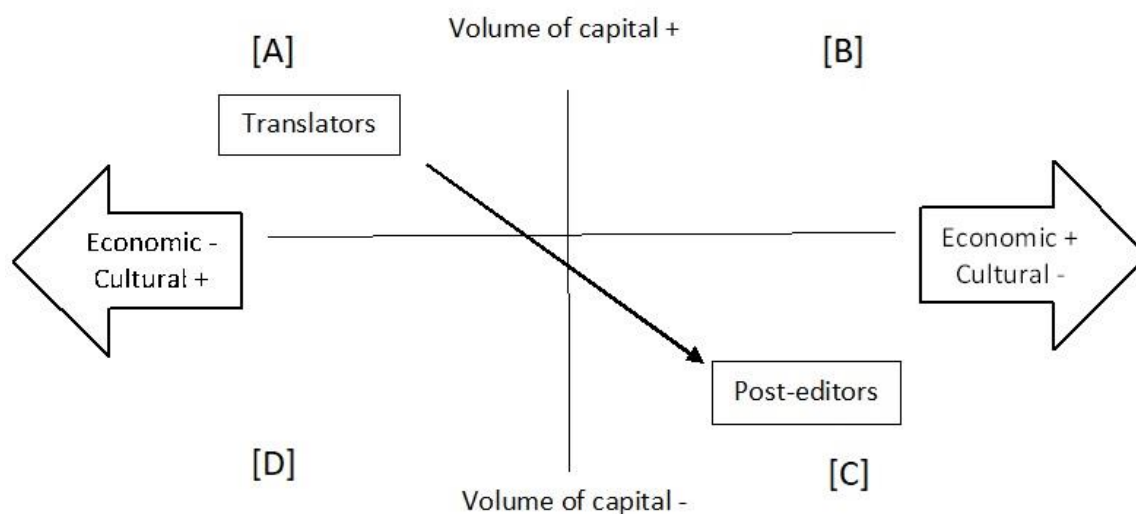 Volume of capital +
[A]
[B]
Translators
Economic -
Cultural +
Economic +
Cultural -
Post-editors
[D]
[C]
Volume of capital -